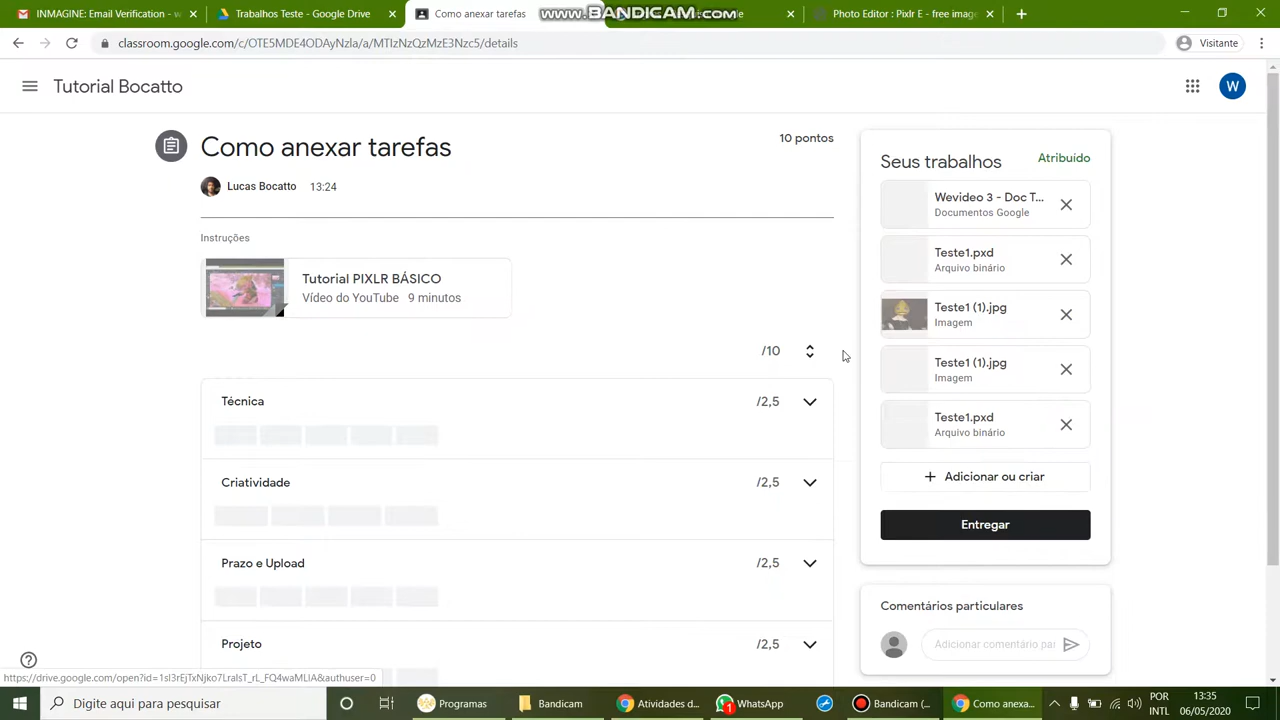 INMAGINE: Email Verification - w
Trabalhos Teste - Google Drive
Como anexar tarefas
www.BANDICAM.com
Photo Editor : Pixlr E - free imag
classroom.google.com/c/OTE5MDE4ODAyNzla/a/MTIzNzQzMzE3Nzc5/details
Visitante
Tutorial Bocatto
W
Como anexar tarefas
10 pontos
Lucas Bocatto 13:24
Instruções
Tutorial PIXLR BÁSICO
Vídeo do YouTube 9 minutos
/10
Técnica /2,5
Criatividade /2,5
Prazo e Upload /2,5
Projeto /2,5
Seus trabalhos Atribuído
Wevideo 3 - Doc T...
Documentos Google
Teste1.pxd
Arquivo binário
Teste1 (1).jpg
Imagem
Teste1 (1).jpg
Imagem
Teste1.pxd
Arquivo binário
+ Adicionar ou criar
Entregar
Comentários particulares
Adicionar comentário par
https://drive.google.com/open?id=1sl3rEjTxNjko7LralsT_rL_FQ4waMLIA&authuser=0
Digite aqui para pesquisar
Programas
Bandicam
Atividades d...
1
WhatsApp
Bandicam (...
Como anexa...
POR
INTL
13:35
06/05/2020